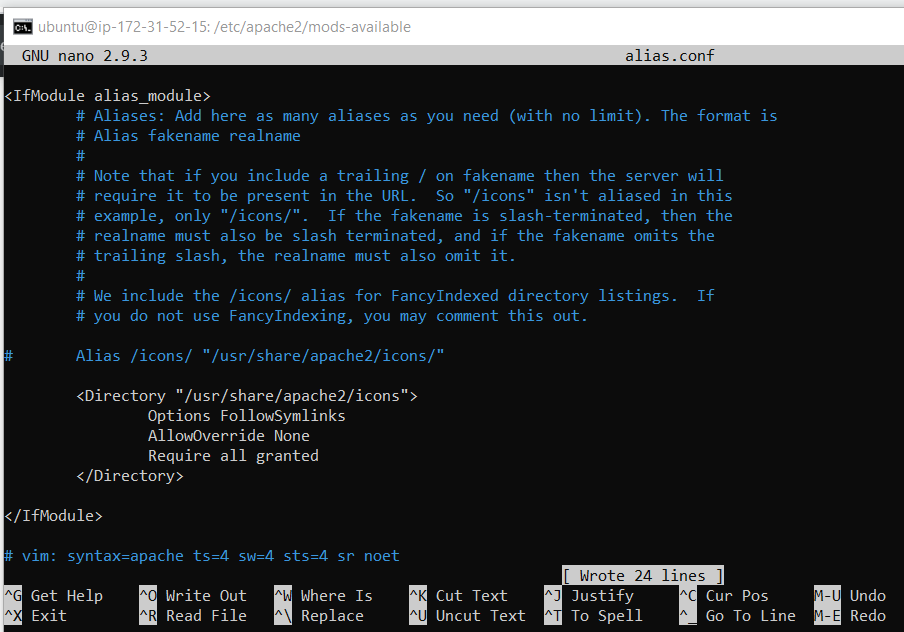 ubuntu@ip-172-31-52-15: /etc/apache2/mods-available
GNU nano 2.9.3 alias.conf
<IfModule alias_module>
# Aliases: Add here as many aliases as you need (with no limit). The format is
# Alias fakename realname
#
# Note that if you include a trailing / on fakename then the server will
# require it to be present in the URL.  So "/icons" isn't aliased in this
# example, only "/icons/".  If the fakename is slash-terminated, then the
# realname must also be slash terminated, and if the fakename omits the
# trailing slash, the realname must also omit it.
#
# We include the /icons/ alias for FancyIndexed directory listings.  If
# you do not use FancyIndexing, you may comment this out.
#       Alias /icons/ "/usr/share/apache2/icons/"
<Directory "/usr/share/apache2/icons">
Options FollowSymlinks
AllowOverride None
Require all granted
</Directory>
</IfModule>
# vim: syntax=apache ts=4 sw=4 sts=4 sr noet
[ Wrote 24 lines ]
^G Get Help ^O Write Out ^W Where Is ^K Cut Text ^J Justify ^C Cur Pos M-U Undo
^X Exit ^R Read File ^\ Replace ^U Uncut Text ^T To Spell ^_ Go To Line M-E Redo